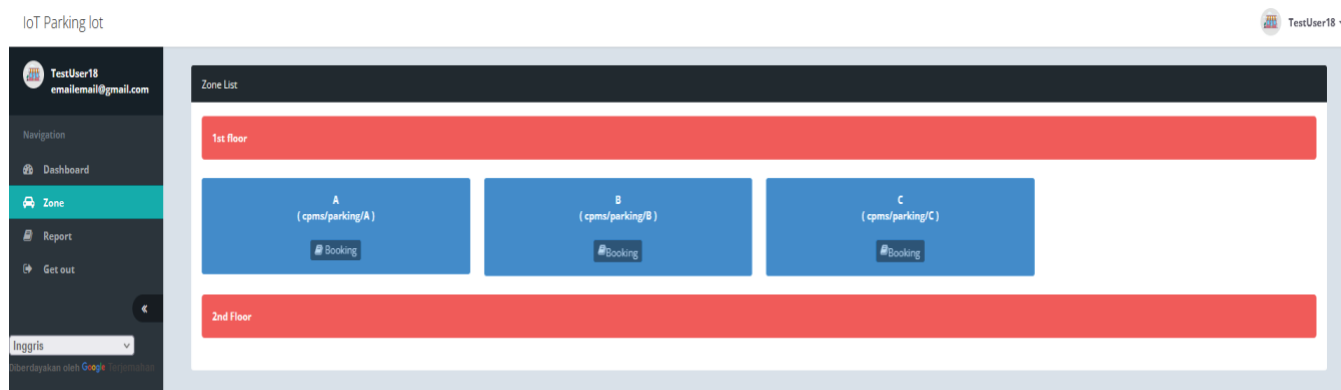 IoT Parking lot
TestUser18
TestUser18
emailemail@gmail.com
Navigation
Dashboard
Zone
Report
Get out
«
Inggris
Diberdayakan oleh Google Terjemahan
Zone List
1st floor
A
( cpms/parking/A )
Booking
B
( cpms/parking/B )
Booking
C
( cpms/parking/C )
Booking
2nd Floor